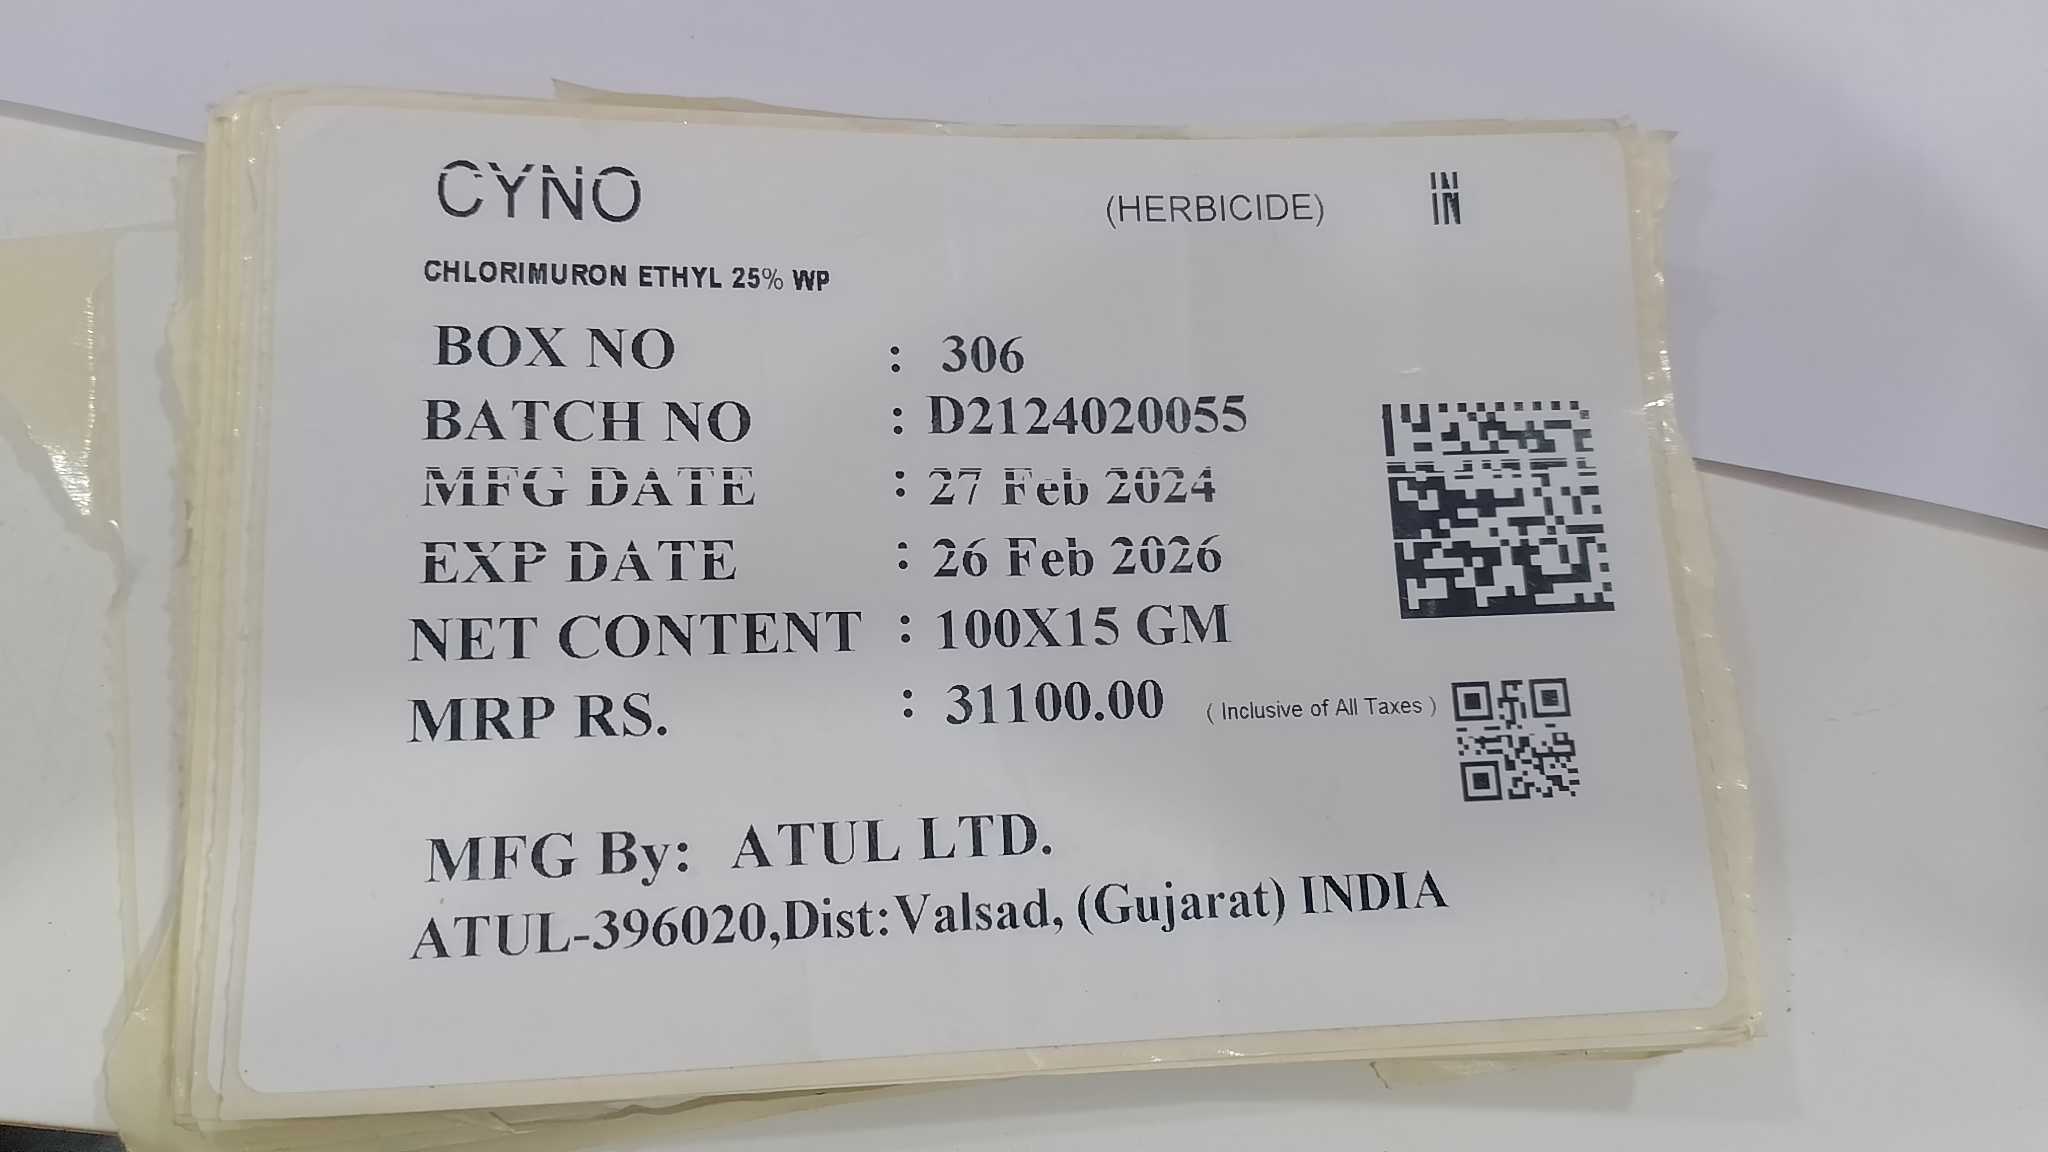 CYNO (HERBICIDE) IN
CHLORIMURON ETHYL 25% WP
BOX NO : 306
BATCH NO : D2124020055
MFG DATE : 27 Feb 2024
EXP DATE : 26 Feb 2026
NET CONTENT : 100X15 GM
MRP RS. : 31100.00 ( Inclusive of All Taxes )
MFG By: ATUL LTD.
ATUL-396020,Dist:Valsad, (Gujarat) INDIA